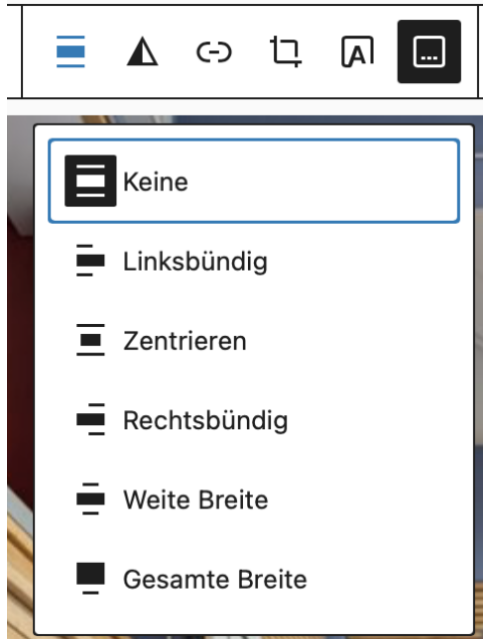 A
Keine
Linksbündig
Zentrieren
Rechtsbündig
Weite Breite
Gesamte Breite